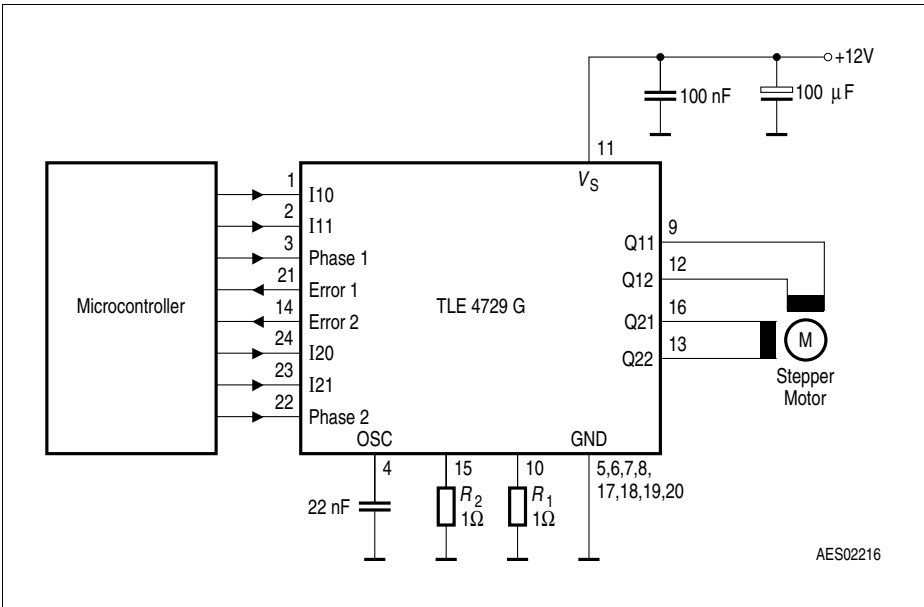 +12V
100 nF
100 µF
11
V_S
1
I10
2
I11
3
Phase 1
21
Error 1
14
Error 2
24
I20
23
I21
22
Phase 2
Microcontroller
TLE 4729 G
Q11
9
Q12
12
Q21
16
Q22
13
M
Stepper
Motor
OSC
GND
4
15
10
5,6,7,8,
17,18,19,20
22 nF
R_2
1Ω
R_1
1Ω
AES02216